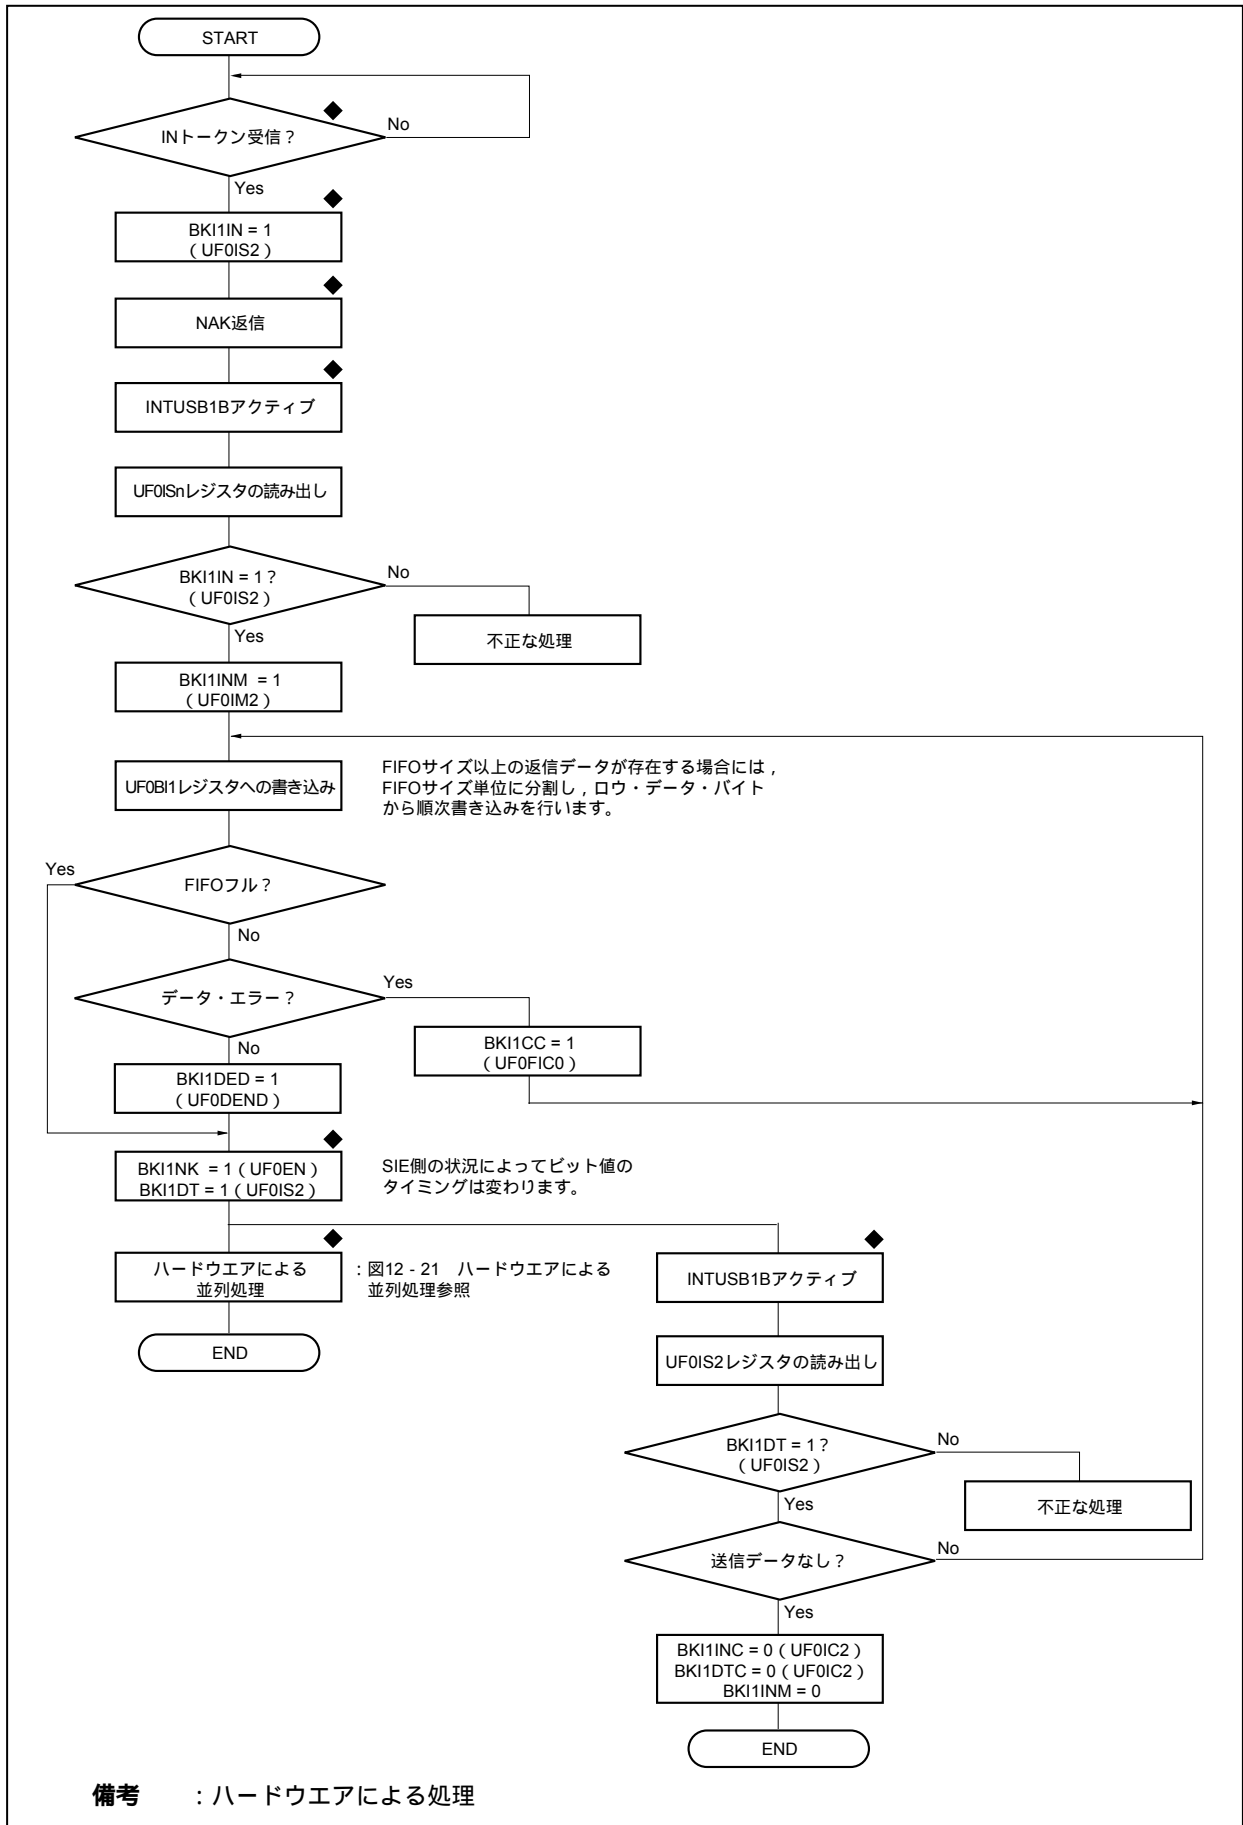 START
INトークン受信？
No
Yes
BKI1IN = 1
（UF0IS2）
NAK返信
INTUSB1Bアクティブ
UF0ISnレジスタの読み出し
BKI1IN = 1？
（UF0IS2）
No
Yes
不正な処理
BKI1INM = 1
（UF0IM2）
UF0BI1レジスタへの書き込み
FIFOサイズ以上の返信データが存在する場合には，
FIFOサイズ単位に分割し，ロウ・データ・バイト
から順次書き込みを行います。
Yes
FIFOフル？
No
データ・エラー？
Yes
No
BKI1CC = 1
（UF0FIC0）
BKI1DED = 1
（UF0DEND）
BKI1NK = 1（UF0EN）
BKI1DT = 1（UF0IS2）
SIE側の状況によってビット値の
タイミングは変わります。
ハードウエアによる
並列処理
：図12 - 21　ハードウエアによる
並列処理参照
END
INTUSB1Bアクティブ
UF0IS2レジスタの読み出し
BKI1DT = 1？
（UF0IS2）
No
Yes
不正な処理
送信データなし？
No
Yes
BKI1INC = 0（UF0IC2）
BKI1DTC = 0（UF0IC2）
BKI1INM = 0
END
備考　　：ハードウエアによる処理